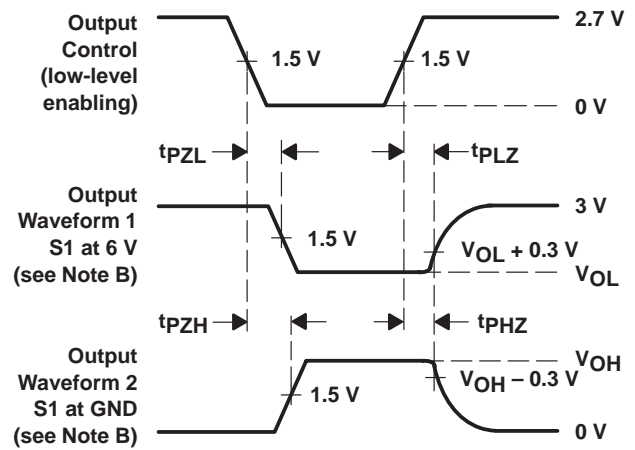 Output
Control
(low-level
enabling)
1.5 V
1.5 V
2.7 V
0 V
tPZL
tPLZ
Output
Waveform 1
S1 at 6 V
(see Note B)
1.5 V
3 V
VOL + 0.3 V
VOL
tPZH
tPHZ
Output
Waveform 2
S1 at GND
(see Note B)
1.5 V
VOH
VOH – 0.3 V
0 V